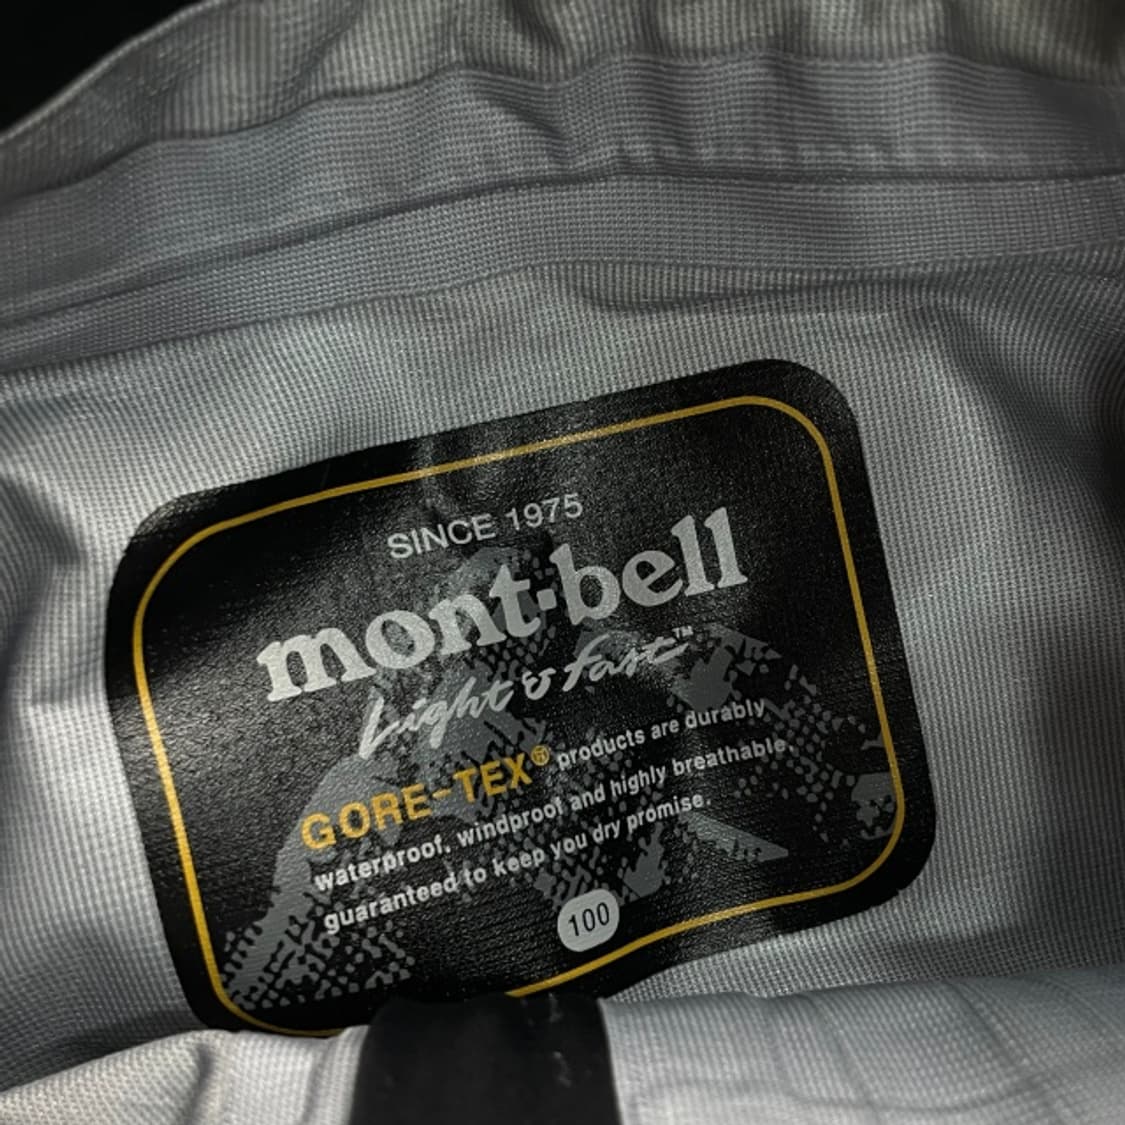 SINCE 1975
mont·bell
Light & Fast™
GORE-TEX® products are durably
waterproof, windproof and highly breathable.
guaranteed to keep you dry promise.
100